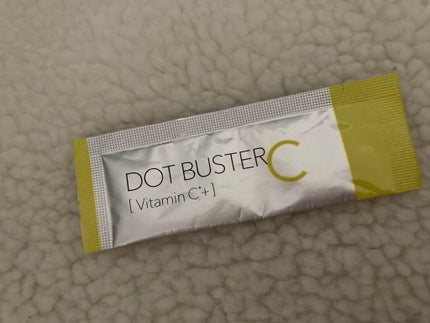 DOT BUSTER C
[ Vitamin C*+ ]